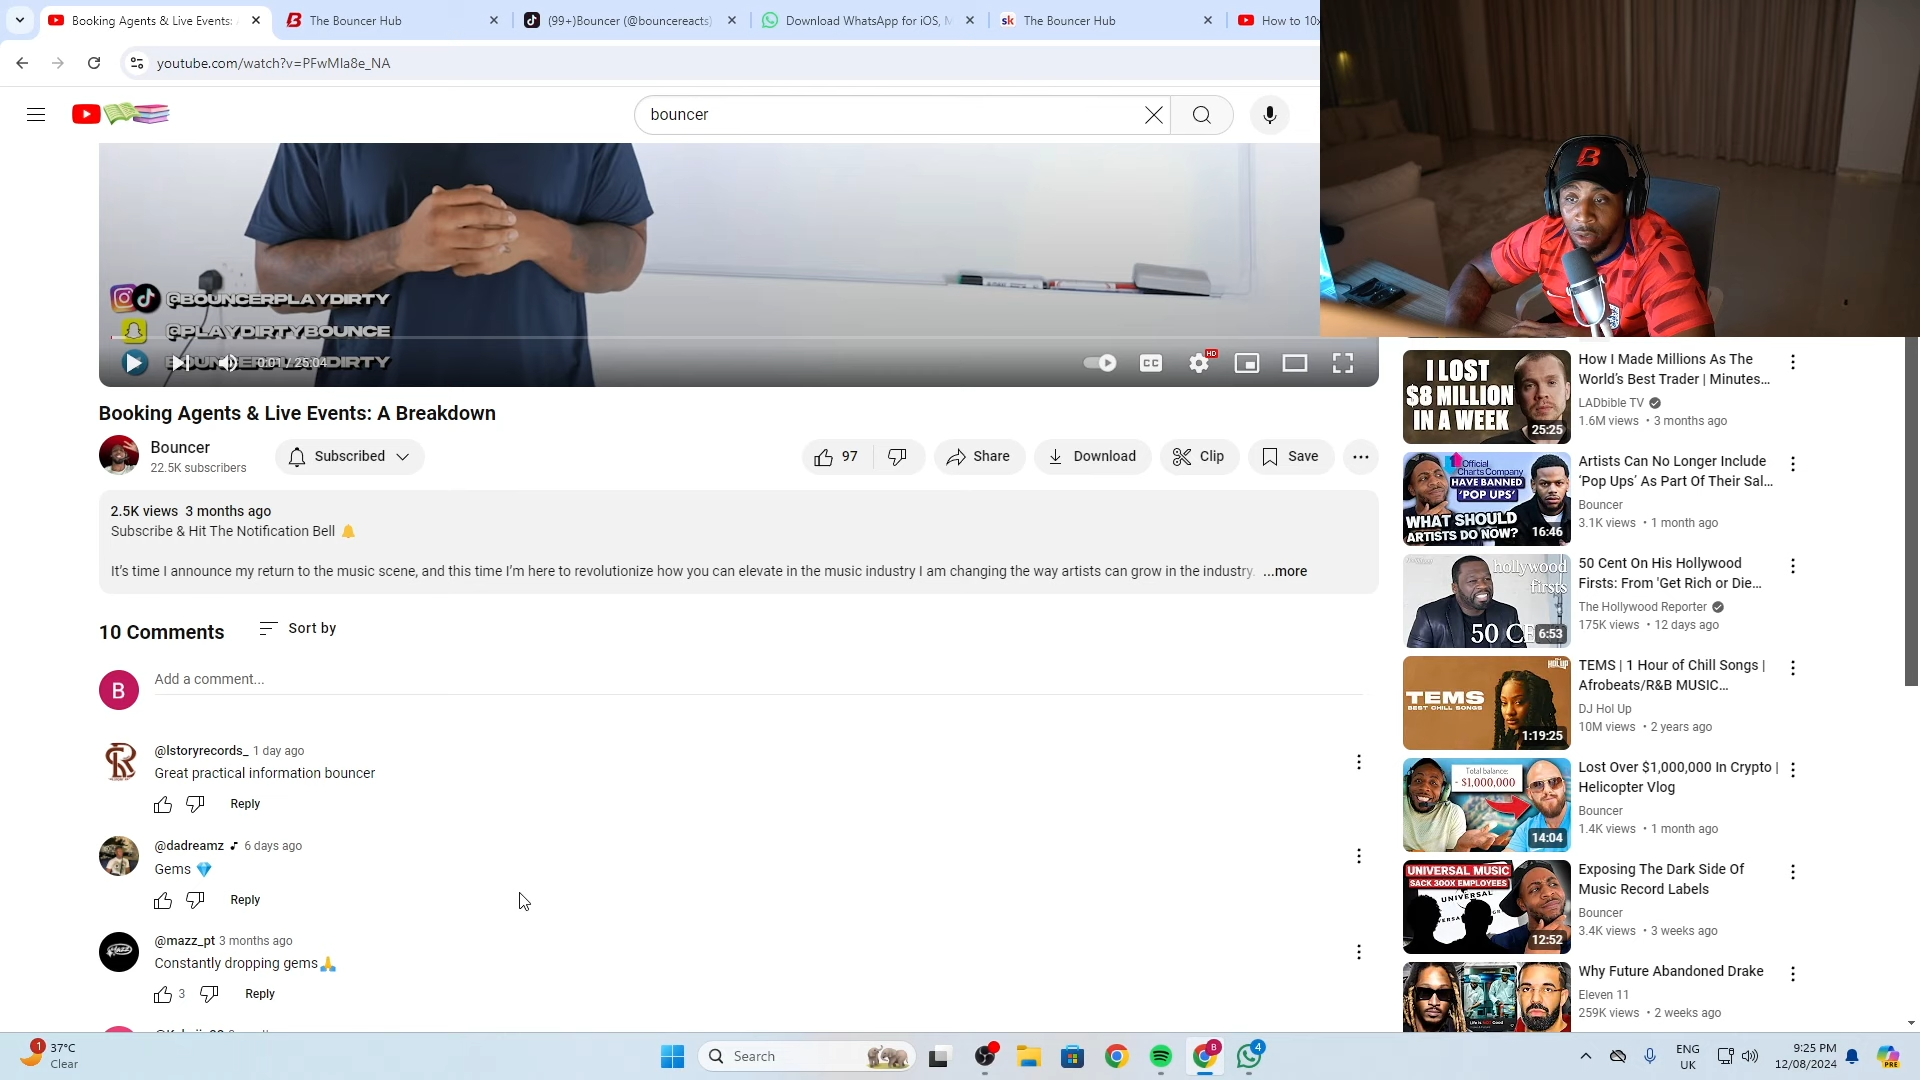 Booking Agents & Live Events:
The Bouncer Hub
(99+)Bouncer (@bouncereacts)
Download WhatsApp for iOS, M
sk
The Bouncer Hub
How to 10x
youtube.com/watch?v=PFwMla8e_NA
bouncer
B
@BOUNCERPLAYDIRTY
@PLAYDIRTYBOUNCE
0:01 / 25:04
CC
HD
Booking Agents & Live Events: A Breakdown
Bouncer
22.5K subscribers
Subscribed
97
Share
Download
Clip
Save
2.5K views 3 months ago
Subscribe & Hit The Notification Bell 🔔
It's time I announce my return to the music scene, and this time I'm here to revolutionize how you can elevate in the music industry I am changing the way artists can grow in the industry. ...more
10 Comments
Sort by
B
Add a comment...
@lstoryrecords_ 1 day ago
Great practical information bouncer
Reply
@dadreamz ♪ 6 days ago
Gems 💎
Reply
@mazz_pt 3 months ago
Constantly dropping gems🙏
3
Reply
I LOST
$8 MILLION
IN A WEEK
25:25
How I Made Millions As The
World's Best Trader | Minutes...
LADbible TV
1.6M views • 3 months ago
Official
Charts Company
HAVE BANNED
'POP UPS'
WHAT SHOULD
ARTISTS DO NOW?
16:46
Artists Can No Longer Include
'Pop Ups' As Part Of Their Sal...
Bouncer
3.1K views • 1 month ago
hollywood
firsts
50 CE
6:53
50 Cent On His Hollywood
Firsts: From 'Get Rich or Die...
The Hollywood Reporter
175K views • 12 days ago
HOL UP
TEMS
BEST CHILL SONGS
1:19:25
TEMS | 1 Hour of Chill Songs |
Afrobeats/R&B MUSIC...
DJ Hol Up
10M views • 2 years ago
Total balance:
- $1,000,000
14:04
Lost Over $1,000,000 In Crypto |
Helicopter Vlog
Bouncer
1.4K views • 1 month ago
UNIVERSAL MUSIC
SACK 300X EMPLOYEES
UNIVERSAL
12:52
Exposing The Dark Side Of
Music Record Labels
Bouncer
3.4K views • 3 weeks ago
Why Future Abandoned Drake
Eleven 11
259K views • 2 weeks ago
1
37°C
Clear
Search
B
4
ENG
UK
9:25 PM
12/08/2024
PRE